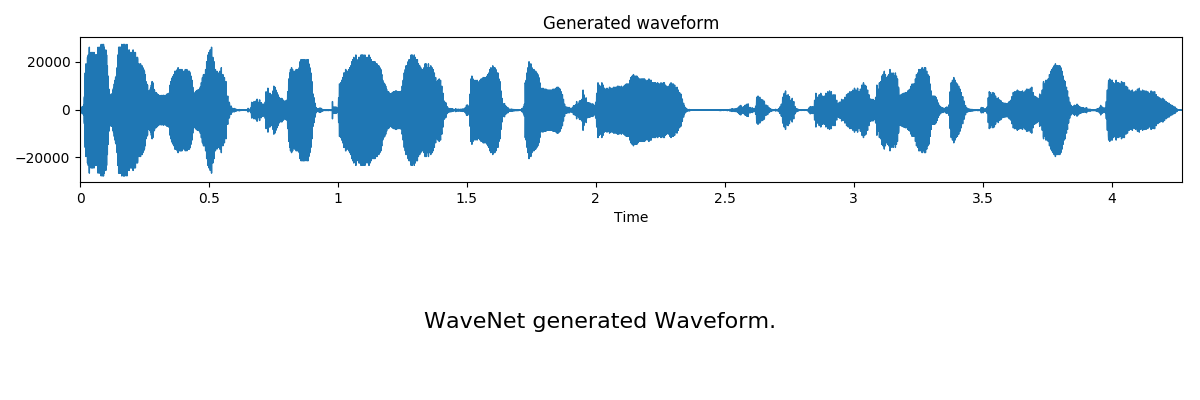 Generated waveform
20000
0
−20000
0 0.5 1 1.5 2 2.5 3 3.5 4
Time
WaveNet generated Waveform.